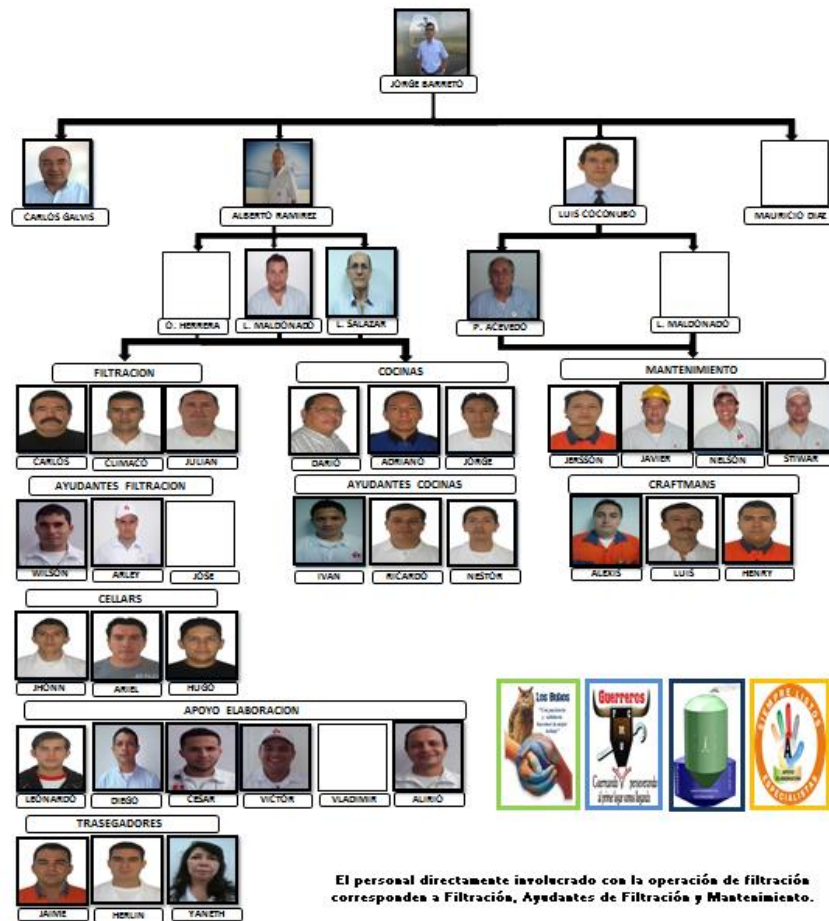 JORGE BARRETO
CARLOS GALVIS
ALBERTO RAMIREZ
LUIS COCONUBO
MAURICIO DIAZ
O. HERRERA
L. MALDONADO
L. SALAZAR
P. ACEVEDO
L. MALDONADO
FILTRACION
COCINAS
MANTENIMIENTO
CARLOS
CLIMACO
JULIAN
DARIO
ADRIANO
JORGE
JERSSON
JAVIER
NELSON
STIWAR
AYUDANTES FILTRACION
AYUDANTES COCINAS
CRAFTMANS
WILSON
ARLEY
JOSE
IVAN
RICARDO
NESTOR
ALEXIS
LUIS
HENRY
CELLARS
JHONN
ARIEL
HUGO
APOYO ELABORACION
LEONARDO
DIEGO
CESAR
VICTOR
VLADIMIR
ALIRIO
Los Buhos
Guerreros
SIEMPRE LISTOS
ESPECIALISTAS
TRASEGADORES
JAIME
HERLIN
YANETH
El personal directamente involucrado con la operación de filtración
corresponden a Filtración, Ayudantes de Filtración y Mantenimiento.